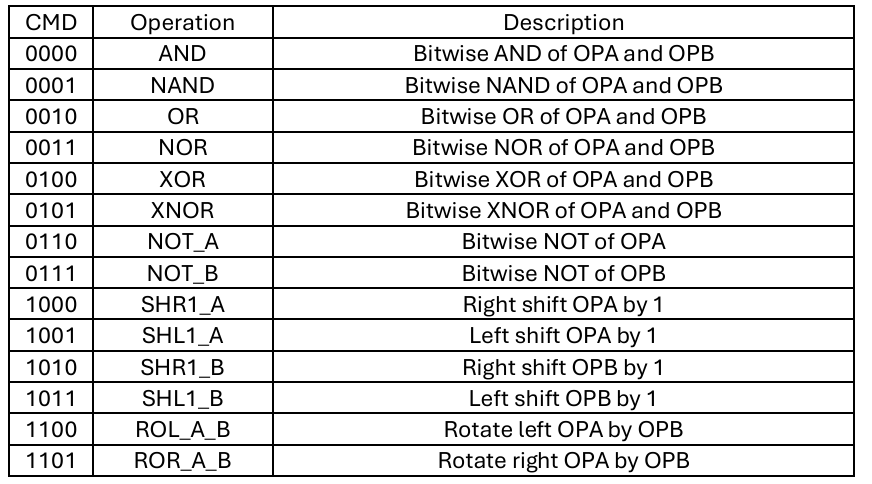 CMD Operation Description
0000 AND Bitwise AND of OPA and OPB
0001 NAND Bitwise NAND of OPA and OPB
0010 OR Bitwise OR of OPA and OPB
0011 NOR Bitwise NOR of OPA and OPB
0100 XOR Bitwise XOR of OPA and OPB
0101 XNOR Bitwise XNOR of OPA and OPB
0110 NOT_A Bitwise NOT of OPA
0111 NOT_B Bitwise NOT of OPB
1000 SHR1_A Right shift OPA by 1
1001 SHL1_A Left shift OPA by 1
1010 SHR1_B Right shift OPB by 1
1011 SHL1_B Left shift OPB by 1
1100 ROL_A_B Rotate left OPA by OPB
1101 ROR_A_B Rotate right OPA by OPB